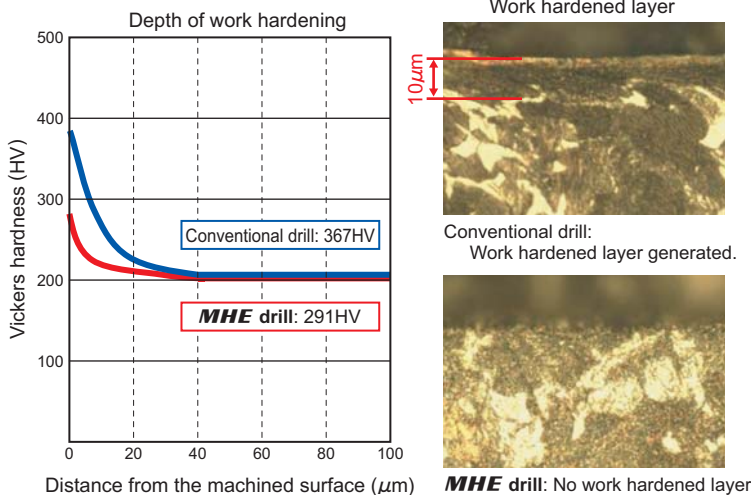 Depth of work hardening
500
400
300
200
100
Vickers hardness (HV)
Conventional drill: 367HV
MHE drill: 291HV
0
20
40
60
80
100
Distance from the machined surface (μm)
Work hardened layer
10μm
Conventional drill:
Work hardened layer generated.
MHE drill: No work hardened layer